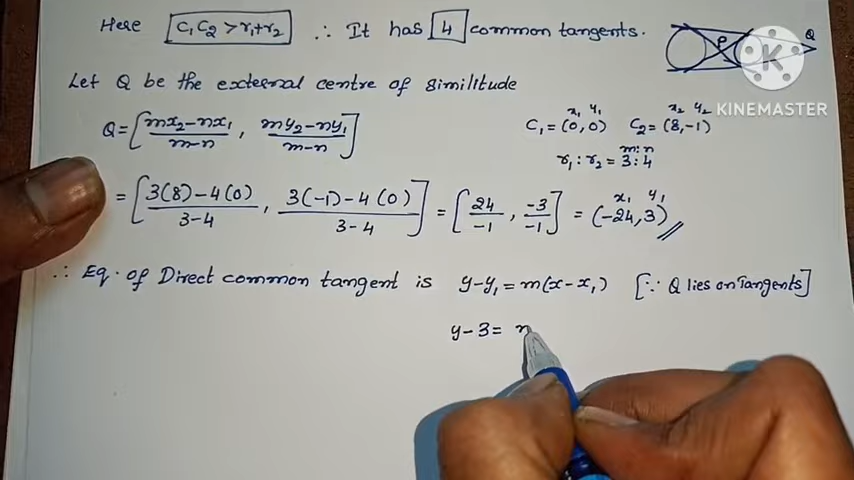 Here C₁C₂ > r₁+r₂ ∴ It has 4 common tangents.
P Q
K
KINEMASTER
Let Q be the external centre of similitude
Q = [mx₂-nx₁/m-n, my₂-ny₁/m-n]
x₁ y₁ x₂ y₂
C₁ = (0,0) C₂ = (8,-1)
m:n
r₁:r₂ = 3:4
= [3(8)-4(0)/3-4, 3(-1)-4(0)/3-4] = [24/-1, -3/-1] = (-24, 3)
x₁ y₁
∴ Eq. of Direct common tangent is y-y₁ = m(x-x₁) [∵ Q lies on Tangents]
y-3 = m